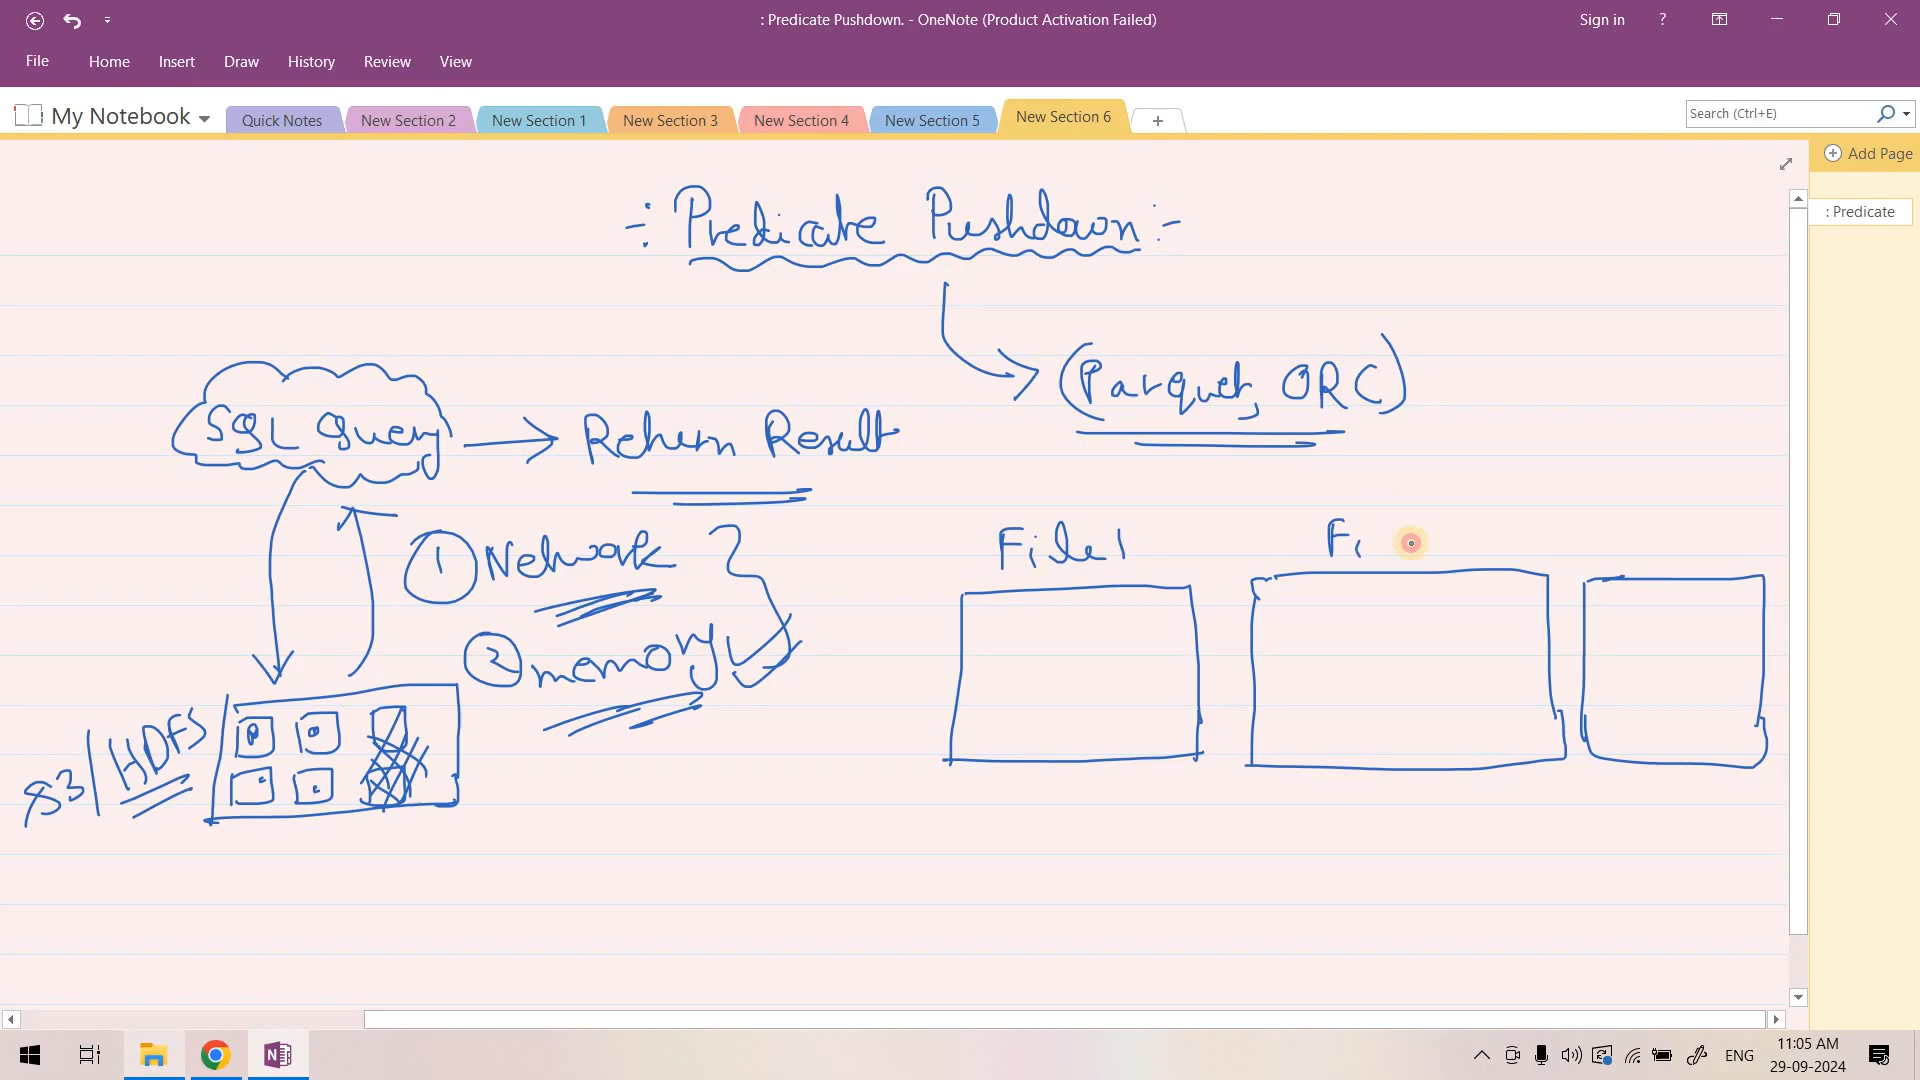 : Predicate Pushdown. - OneNote (Product Activation Failed)
Sign in
?
File Home Insert Draw History Review View
My Notebook
Quick Notes New Section 2 New Section 1 New Section 3 New Section 4 New Section 5 New Section 6 +
Search (Ctrl+E)
Add Page
: Predicate
-: Predicate Pushdown :-
(Parquet, ORC)
SQL Query → Return Result
① Network
② memory
File 1
Fi
S3/HDFS
ENG
11:05 AM
29-09-2024